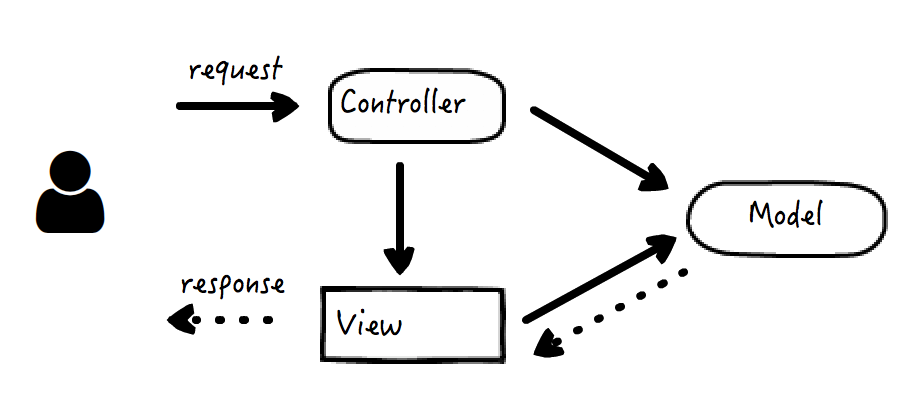 request
Controller
Model
response
View